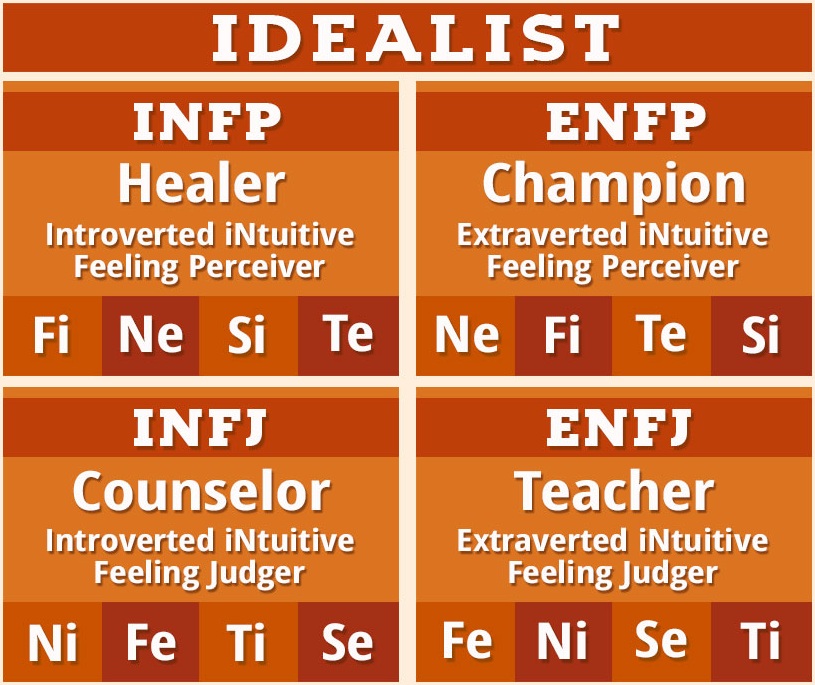 IDEALIST
INFP
Healer
Introverted iNtuitive
Feeling Perceiver
Fi Ne Si Te
ENFP
Champion
Extraverted iNtuitive
Feeling Perceiver
Ne Fi Te Si
INFJ
Counselor
Introverted iNtuitive
Feeling Judger
Ni Fe Ti Se
ENFJ
Teacher
Extraverted iNtuitive
Feeling Judger
Fe Ni Se Ti